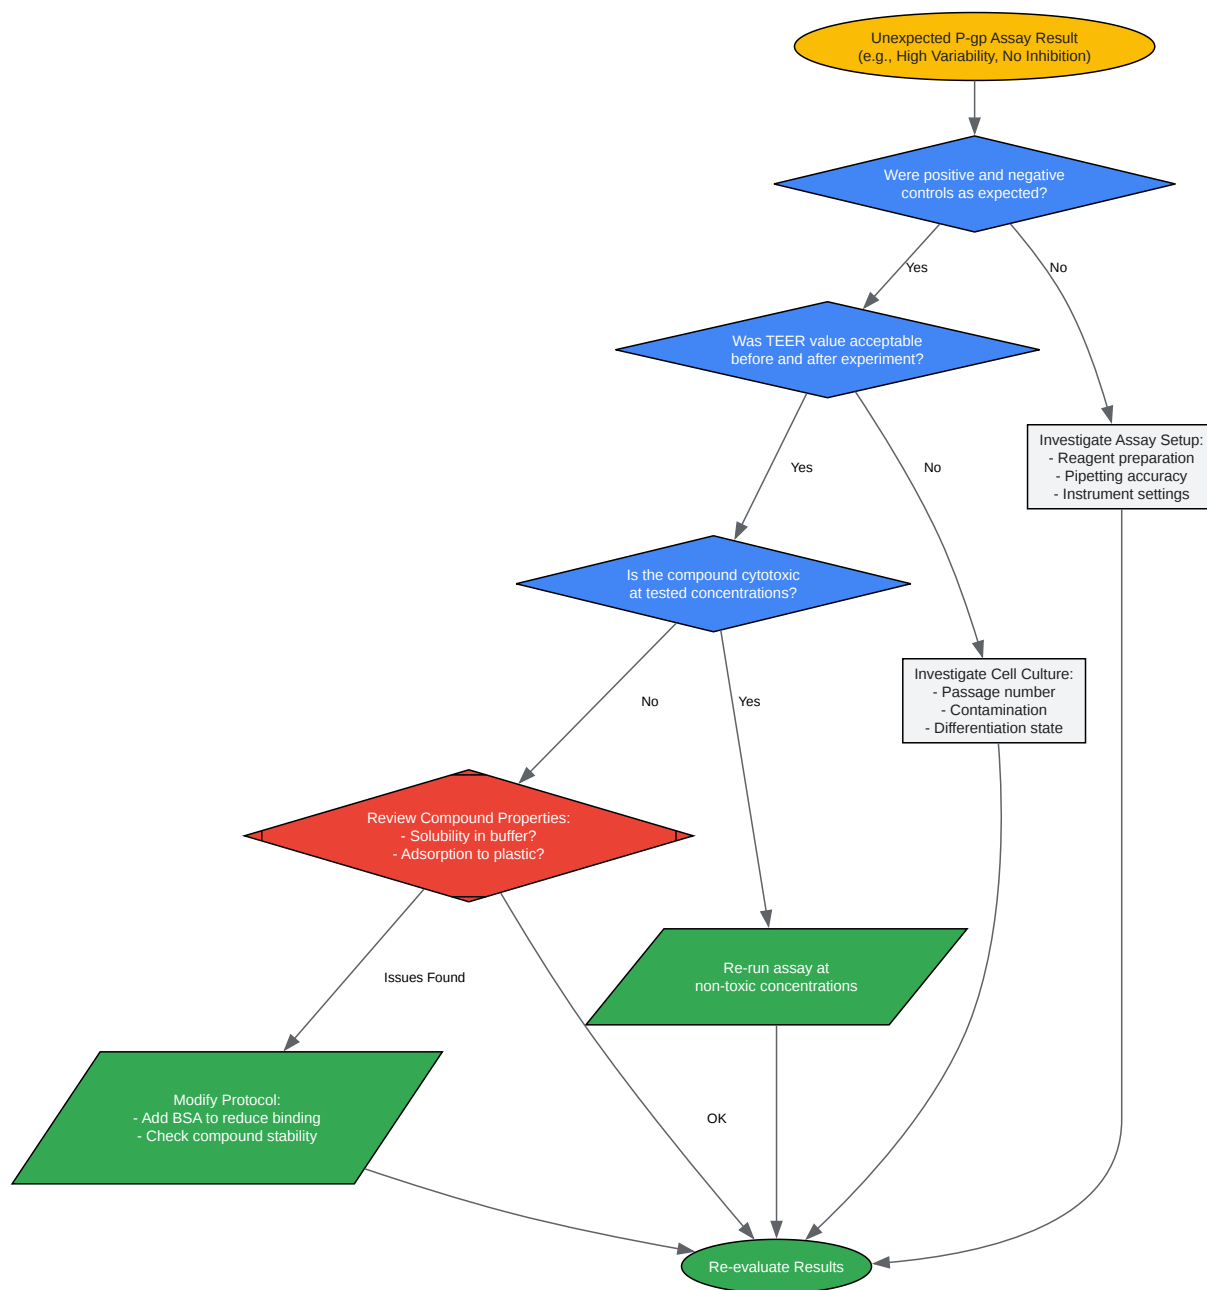 Unexpected P-gp Assay Result
(e.g., High Variability, No Inhibition)
Were positive and negative
controls as expected?
Yes
No
Was TEER value acceptable
before and after experiment?
Investigate Assay Setup:
- Reagent preparation
- Pipetting accuracy
- Instrument settings
Yes
No
Is the compound cytotoxic
at tested concentrations?
Investigate Cell Culture:
- Passage number
- Contamination
- Differentiation state
No
Yes
Review Compound Properties:
- Solubility in buffer?
- Adsorption to plastic?
Re-run assay at
non-toxic concentrations
Issues Found
OK
Modify Protocol:
- Add BSA to reduce binding
- Check compound stability
Re-evaluate Results